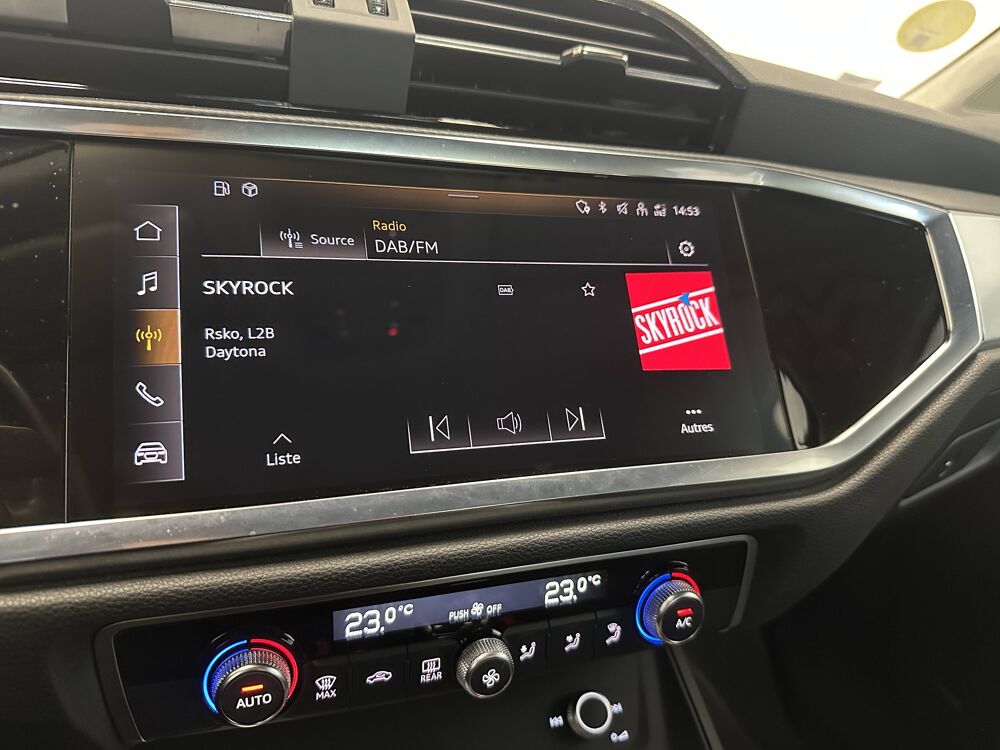 14:53
Radio
Source
DAB/FM
SKYROCK
DAB
SKYROCK
Rsko, L2B
Daytona
Liste
Autres
23.0°C
PUSH OFF
23.0°C
AUTO
MAX
REAR
A/C